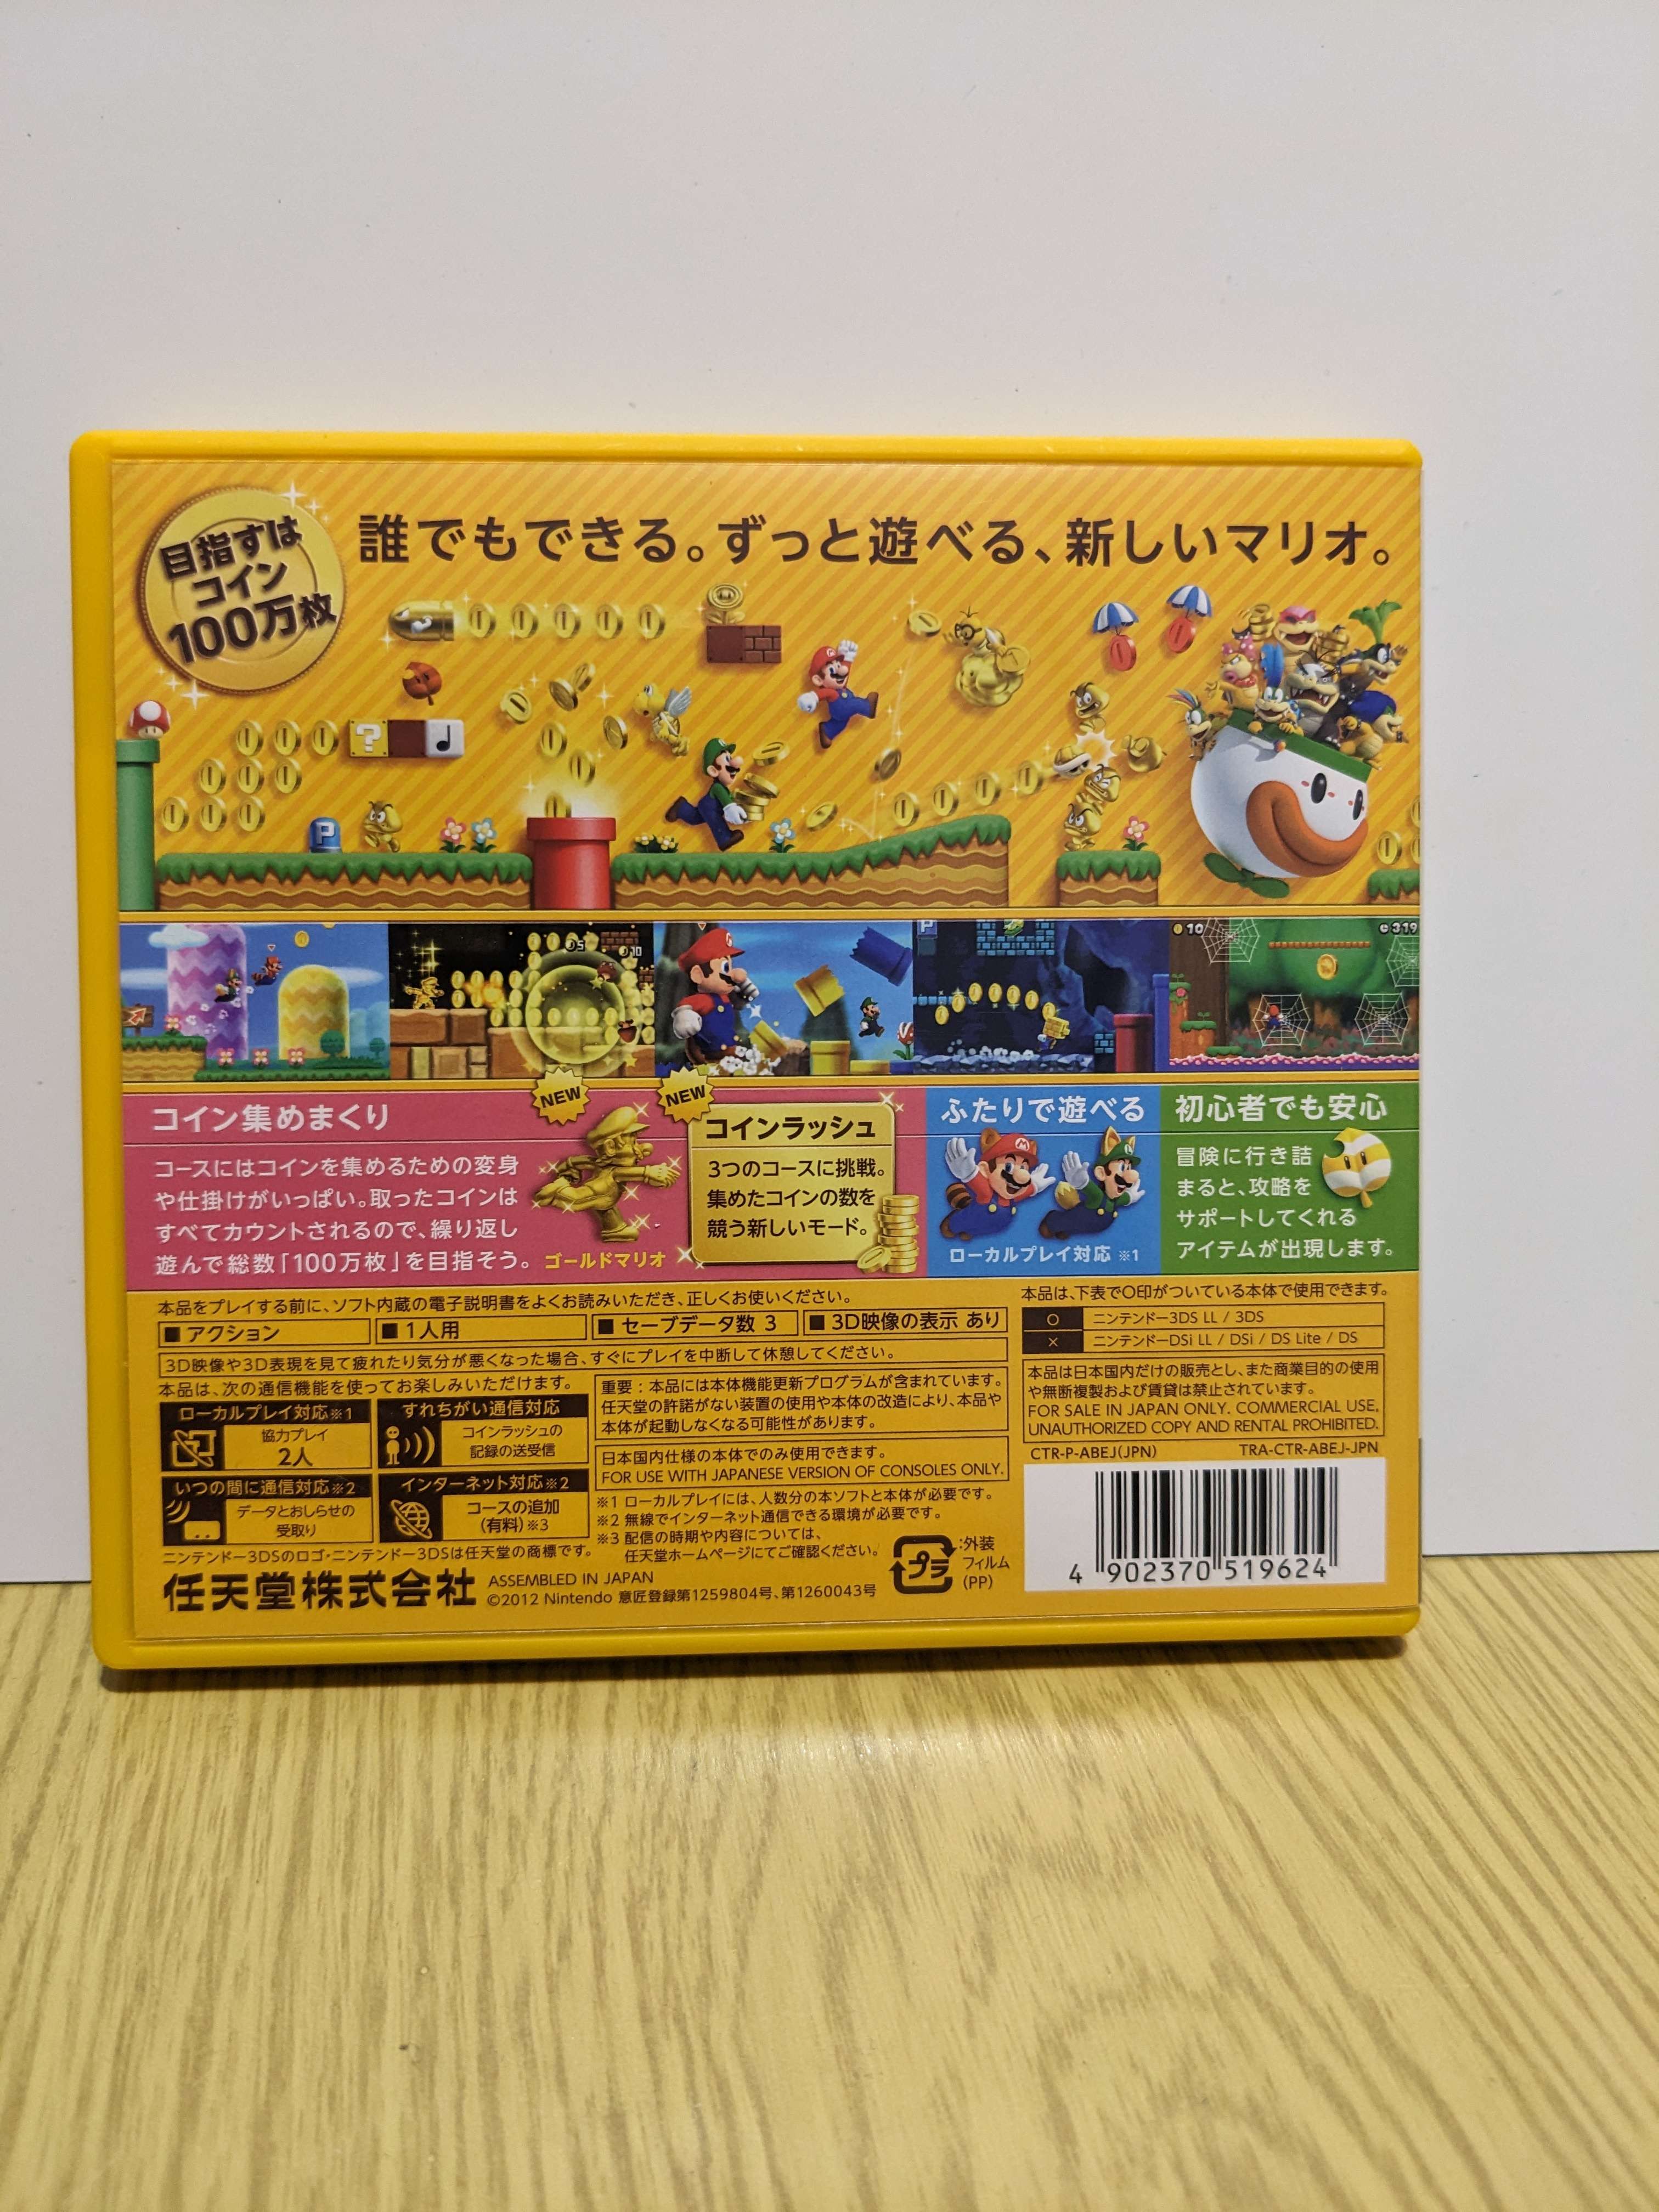 目指すは
コイン
100万枚
誰でもできる。ずっと遊べる、新しいマリオ。
?
P
5
10
P
10
319
コイン集めまくり
コースにはコインを集めるための変身
や仕掛けがいっぱい。取ったコインは
すべてカウントされるので、繰り返し
遊んで総数「100万枚」を目指そう。
NEW
ゴールドマリオ
NEW
コインラッシュ
3つのコースに挑戦。
集めたコインの数を
競う新しいモード。
ふたりで遊べる
ローカルプレイ対応 ※1
初心者でも安心
冒険に行き詰
まると、攻略を
サポートしてくれる
アイテムが出現します。
本品をプレイする前に、ソフト内蔵の電子説明書をよくお読みいただき、正しくお使いください。
■ アクション
■ 1人用
■ セーブデータ数 3
■ 3D映像の表示 あり
3D映像や3D表現を見て疲れたり気分が悪くなった場合、すぐにプレイを中断して休憩してください。
本品は、次の通信機能を使ってお楽しみいただけます。
ローカルプレイ対応※1
協力プレイ
2人
すれちがい通信対応
コインラッシュの
記録の送受信
いつの間に通信対応※2
データとおしらせの
受取り
インターネット対応※2
コースの追加
(有料)※3
重要:本品には本体機能更新プログラムが含まれています。
任天堂の許諾がない装置の使用や本体の改造により、本品や
本体が起動しなくなる可能性があります。
日本国内仕様の本体でのみ使用できます。
FOR USE WITH JAPANESE VERSION OF CONSOLES ONLY.
※1 ローカルプレイには、人数分の本ソフトと本体が必要です。
※2 無線でインターネット通信できる環境が必要です。
※3 配信の時期や内容については、
任天堂ホームページにてご確認ください。
ニンテンドー3DSのロゴ・ニンテンドー3DSは任天堂の商標です。
任天堂株式会社
ASSEMBLED IN JAPAN
©2012 Nintendo 意匠登録第1259804号、第1260043号
プラ
:外装
フィルム
(PP)
本品は、下表で○印がついている本体で使用できます。
○ ニンテンドー3DS LL / 3DS
× ニンテンドーDSi LL / DSi / DS Lite / DS
本品は日本国内だけの販売とし、また商業目的の使用
や無断複製および賃貸は禁止されています。
FOR SALE IN JAPAN ONLY. COMMERCIAL USE,
UNAUTHORIZED COPY AND RENTAL PROHIBITED.
CTR-P-ABEJ(JPN)
TRA-CTR-ABEJ-JPN
4 902370 519624